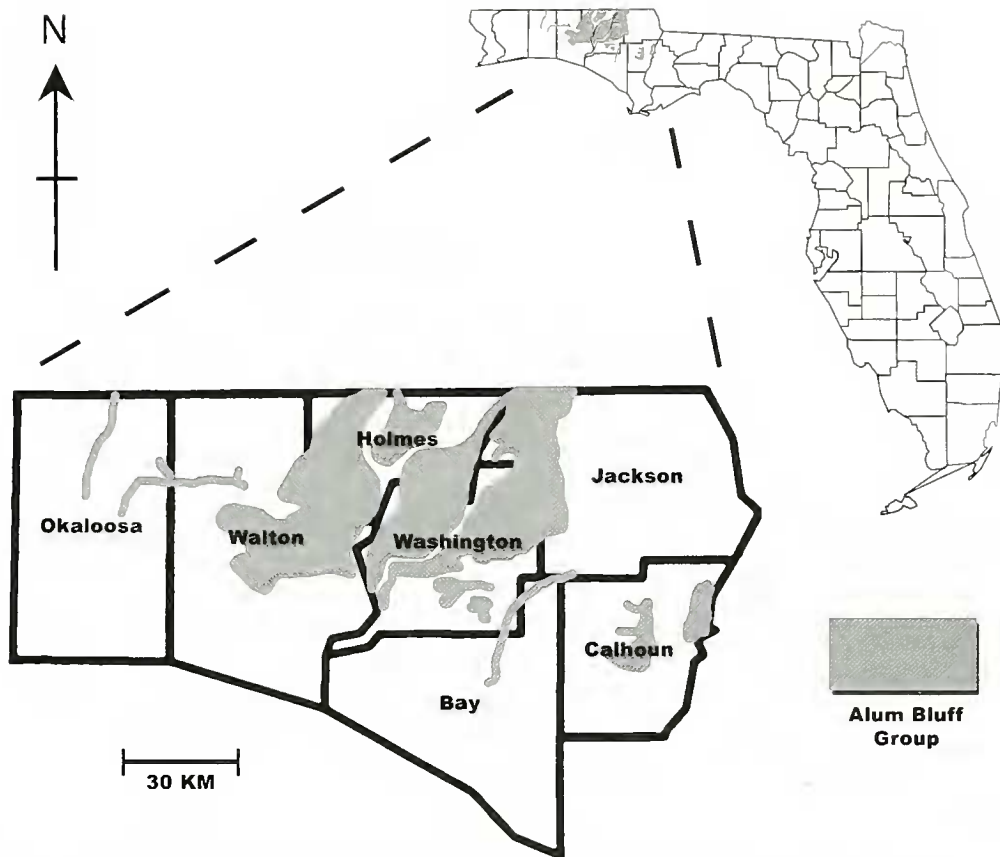 N
Holmes
Jackson
Okaloosa
Walton
Washington
Calhoun
Bay
Alum Bluff
Group
30 KM